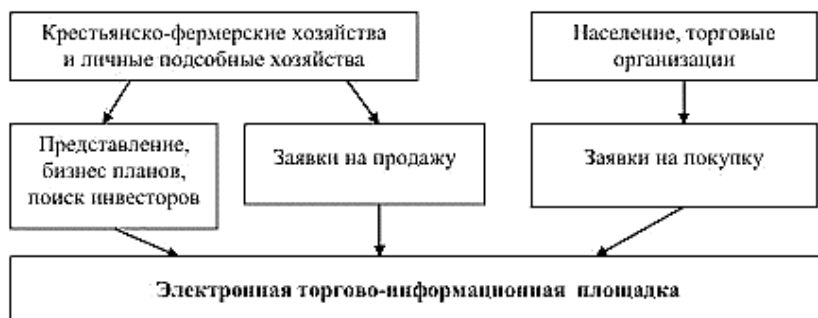 Крестьянско-фермерские хозяйства
и личные подсобные хозяйства
Население, торговые
организации
Представление,
бизнес планов,
поиск инвесторов
Заявки на продажу
Заявки на покупку
Электронная торгово-информационная площадка